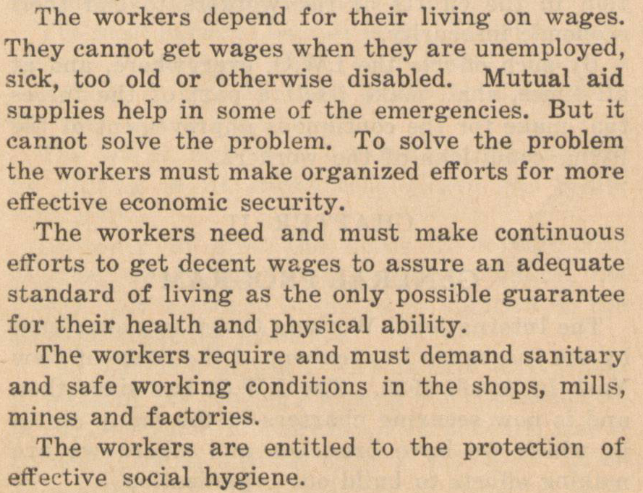 The workers depend for their living on wages.
They cannot get wages when they are unemployed,
sick, too old or otherwise disabled. Mutual aid
supplies help in some of the emergencies. But it
cannot solve the problem. To solve the problem
the workers must make organized efforts for more
effective economic security.
The workers need and must make continuous
efforts to get decent wages to assure an adequate
standard of living as the only possible guarantee
for their health and physical ability.
The workers require and must demand sanitary
and safe working conditions in the shops, mills,
mines and factories.
The workers are entitled to the protection of
effective social hygiene.